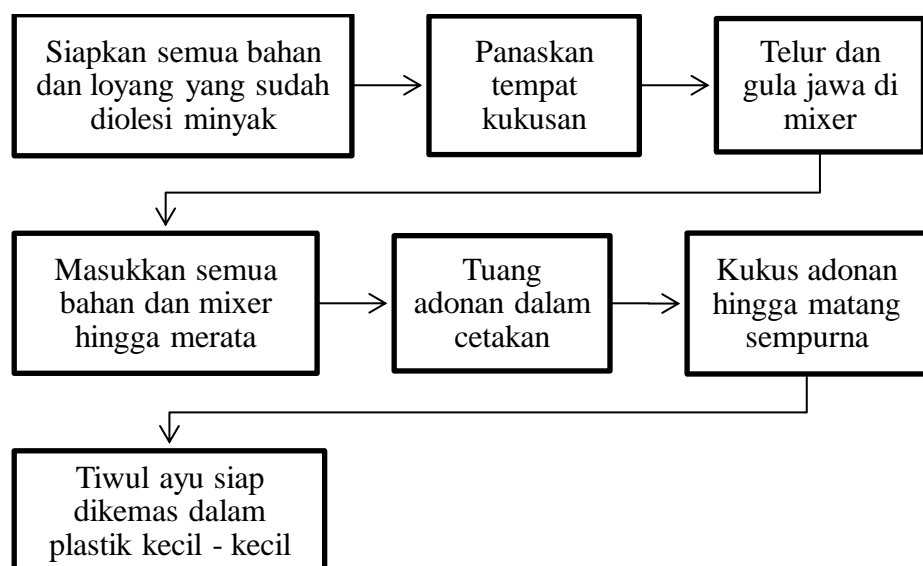 Siapkan semua bahan
dan loyang yang sudah
diolesi minyak
Panaskan
tempat
kukusan
Telur dan
gula jawa di
mixer
Masukkan semua
bahan dan mixer
hingga merata
Tuang
adonan dalam
cetakan
Kukus adonan
hingga matang
sempurna
Tiwul ayu siap
dikemas dalam
plastik kecil - kecil